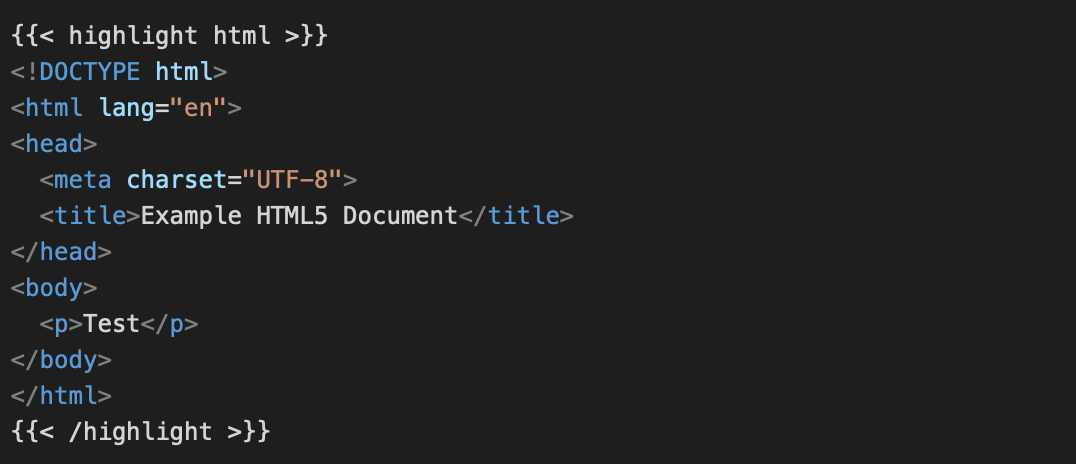 {{< highlight html >}}
<!DOCTYPE html>
<html lang="en">
<head>
  <meta charset="UTF-8">
  <title>Example HTML5 Document</title>
</head>
<body>
  <p>Test</p>
</body>
</html>
{{< /highlight >}}